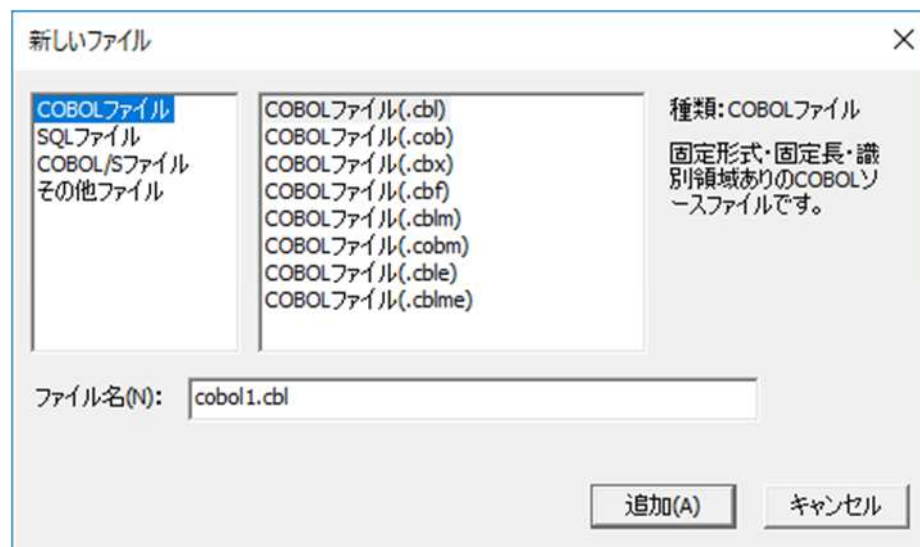 新しいファイル
COBOLファイル
SQLファイル
COBOL/Sファイル
その他ファイル
COBOLファイル(.cbl)
COBOLファイル(.cob)
COBOLファイル(.cbx)
COBOLファイル(.cbf)
COBOLファイル(.cblm)
COBOLファイル(.cobm)
COBOLファイル(.cble)
COBOLファイル(.cblme)
種類:COBOLファイル
固定形式・固定長・識
別領域ありのCOBOLソ
ースファイルです。
ファイル名(N):
cobol1.cbl
追加(A)
キャンセル